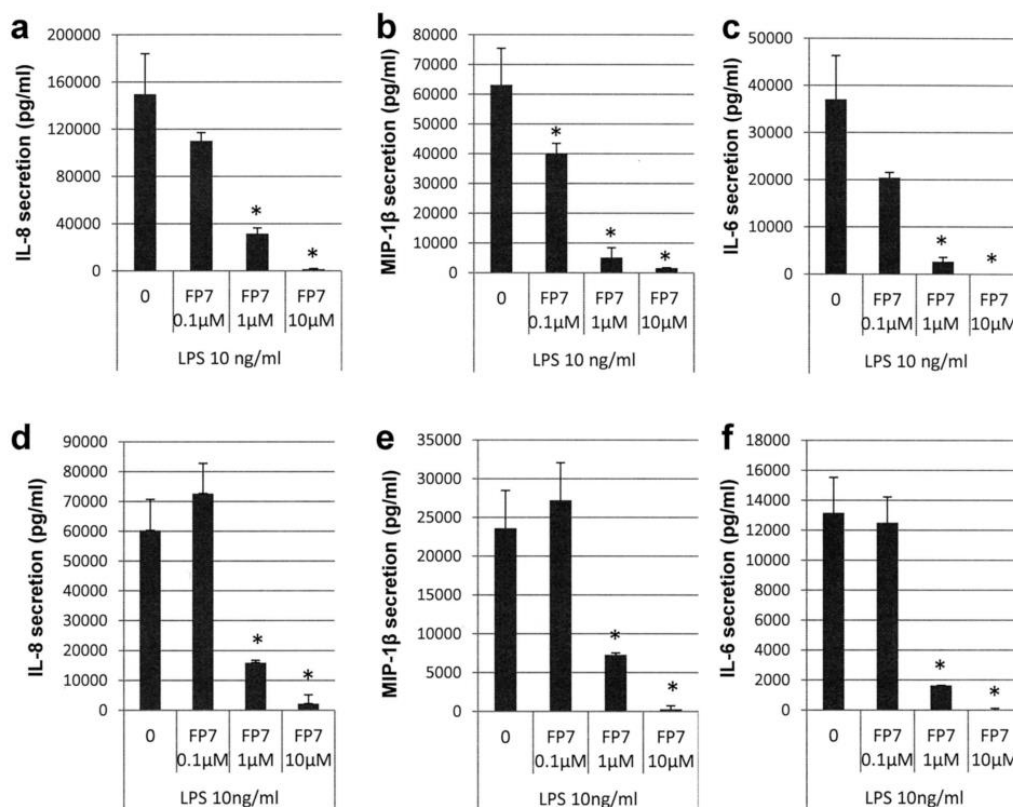 a
IL-8 secretion (pg/ml)
200000
160000
120000
80000
40000
0
0
FP7
0.1µM
FP7
1µM
FP7
10µM
*
*
LPS 10 ng/ml
b
MIP-1β secretion (pg/ml)
80000
70000
60000
50000
40000
30000
20000
10000
0
0
FP7
0.1µM
FP7
1µM
FP7
10µM
*
*
*
LPS 10 ng/ml
c
IL-6 secretion (pg/ml)
50000
40000
30000
20000
10000
0
0
FP7
0.1µM
FP7
1µM
FP7
10µM
*
*
LPS 10 ng/ml
d
IL-8 secretion (pg/ml)
90000
80000
70000
60000
50000
40000
30000
20000
10000
0
0
FP7
0.1µM
FP7
1µM
FP7
10µM
*
*
LPS 10ng/ml
e
MIP-1β secretion (pg/ml)
35000
30000
25000
20000
15000
10000
5000
0
0
FP7
0.1µM
FP7
1µM
FP7
10µM
*
*
LPS 10ng/ml
f
IL-6 secretion (pg/ml)
18000
16000
14000
12000
10000
8000
6000
4000
2000
0
0
FP7
0.1µM
FP7
1µM
FP7
10µM
*
*
LPS 10ng/ml